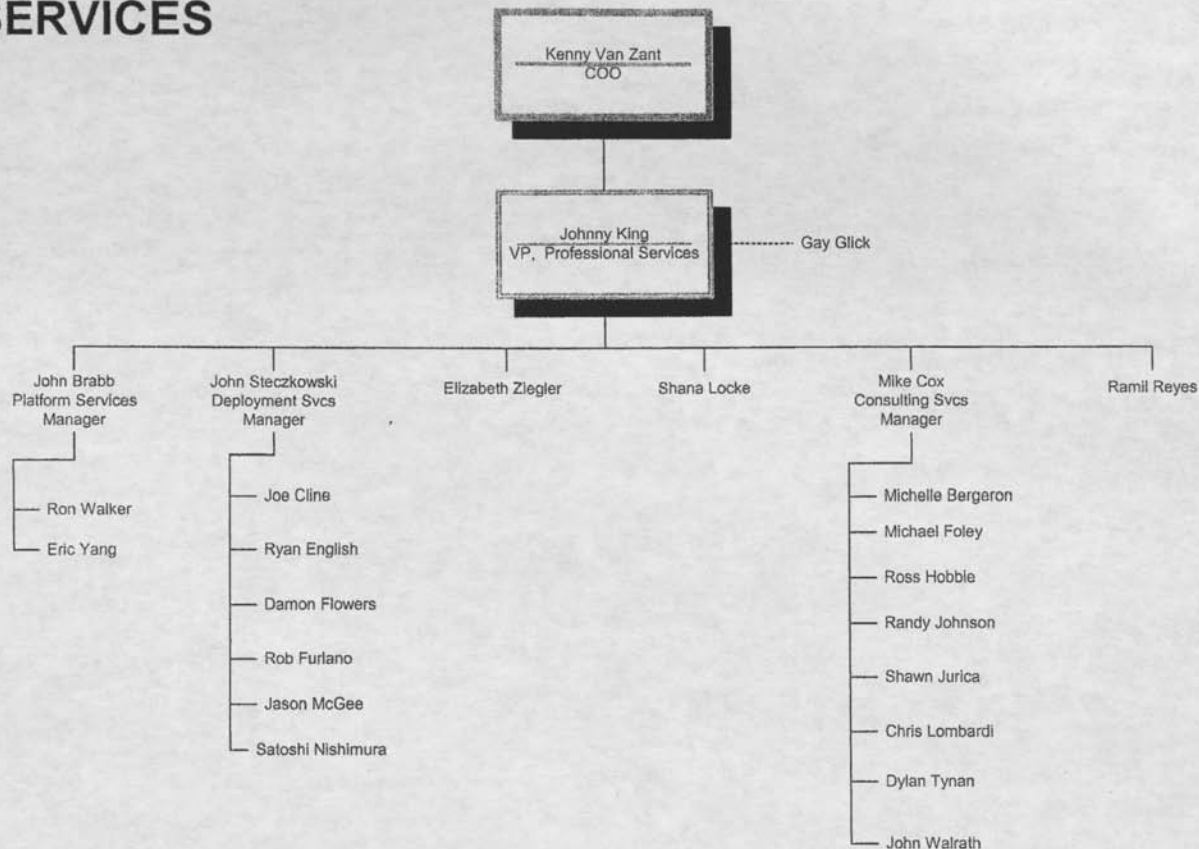 SERVICES
Kenny Van Zant
COO
Johnny King
VP, Professional Services
Gay Glick
John Brabb
Platform Services
Manager
Ron Walker
Eric Yang
John Steczkowski
Deployment Svcs
Manager
Joe Cline
Ryan English
Damon Flowers
Rob Furlano
Jason McGee
Satoshi Nishimura
Elizabeth Ziegler
Shana Locke
Mike Cox
Consulting Svcs
Manager
Michelle Bergeron
Michael Foley
Ross Hobbie
Randy Johnson
Shawn Jurica
Chris Lombardi
Dylan Tynan
John Walrath
Ramil Reyes